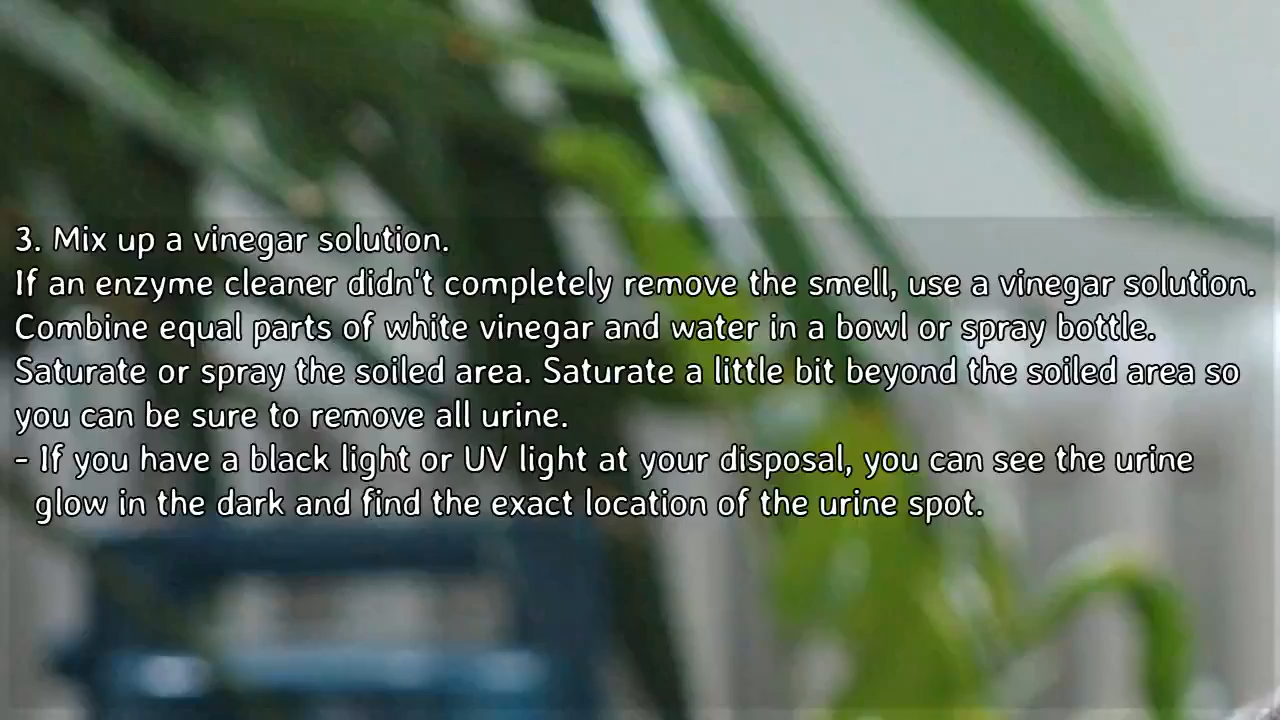 3. Mix up a vinegar solution.
If an enzyme cleaner didn't completely remove the smell, use a vinegar solution.
Combine equal parts of white vinegar and water in a bowl or spray bottle.
Saturate or spray the soiled area. Saturate a little bit beyond the soiled area so
you can be sure to remove all urine.
- If you have a black light or UV light at your disposal, you can see the urine
glow in the dark and find the exact location of the urine spot.